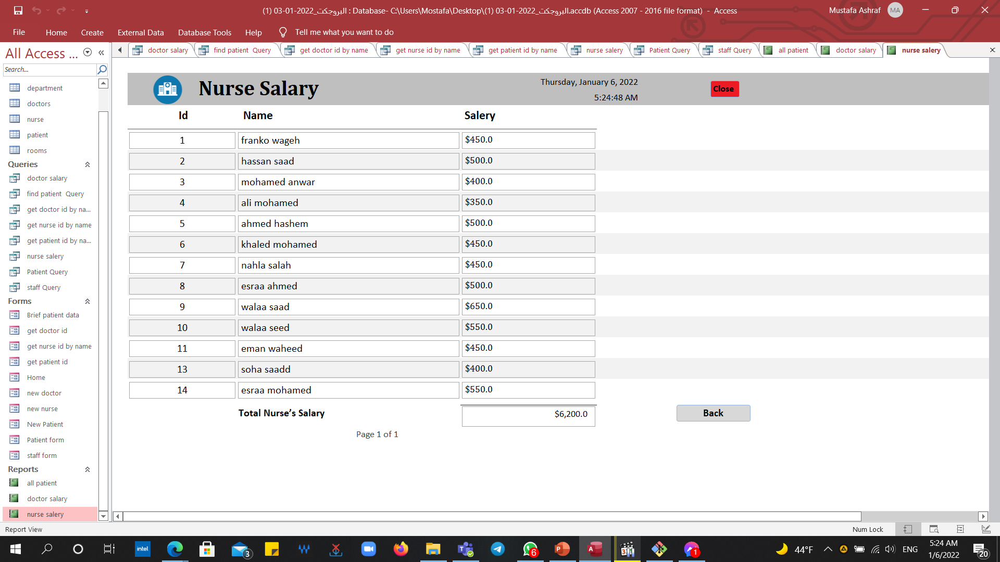 البروجكت_2022-01-03 (1) : Database- C:\Users\Mostafa\Desktop\البروجكت_2022-01-03 (1).accdb (Access 2007 - 2016 file format) - Access
Mustafa Ashraf
MA
File Home Create External Data Database Tools Help Tell me what you want to do
All Access ...
Search...
department
doctors
nurse
patient
rooms
Queries
doctor salary
find patient Query
get doctor id by na...
get nurse id by name
get patient id by na...
nurse salery
Patient Query
staff Query
Forms
Brief patient data
get doctor id
get nurse id by name
get patient id
Home
new doctor
new nurse
New Patient
Patient form
staff form
Reports
all patient
doctor salary
nurse salery
doctor salary find patient Query get doctor id by name get nurse id by name get patient id by name nurse salery Patient Query staff Query all patient doctor salary nurse salery
Nurse Salary
Thursday, January 6, 2022
5:24:48 AM
Close
Id Name Salery
1 franko wageh $450.0
2 hassan saad $500.0
3 mohamed anwar $400.0
4 ali mohamed $350.0
5 ahmed hashem $500.0
6 khaled mohamed $450.0
7 nahla salah $450.0
8 esraa ahmed $500.0
9 walaa saad $650.0
10 walaa seed $550.0
11 eman waheed $450.0
13 soha saadd $400.0
14 esraa mohamed $550.0
Total Nurse’s Salary $6,200.0
Back
Page 1 of 1
Report View
Num Lock
intel
3
6
1
44°F
ENG
5:24 AM
1/6/2022
20